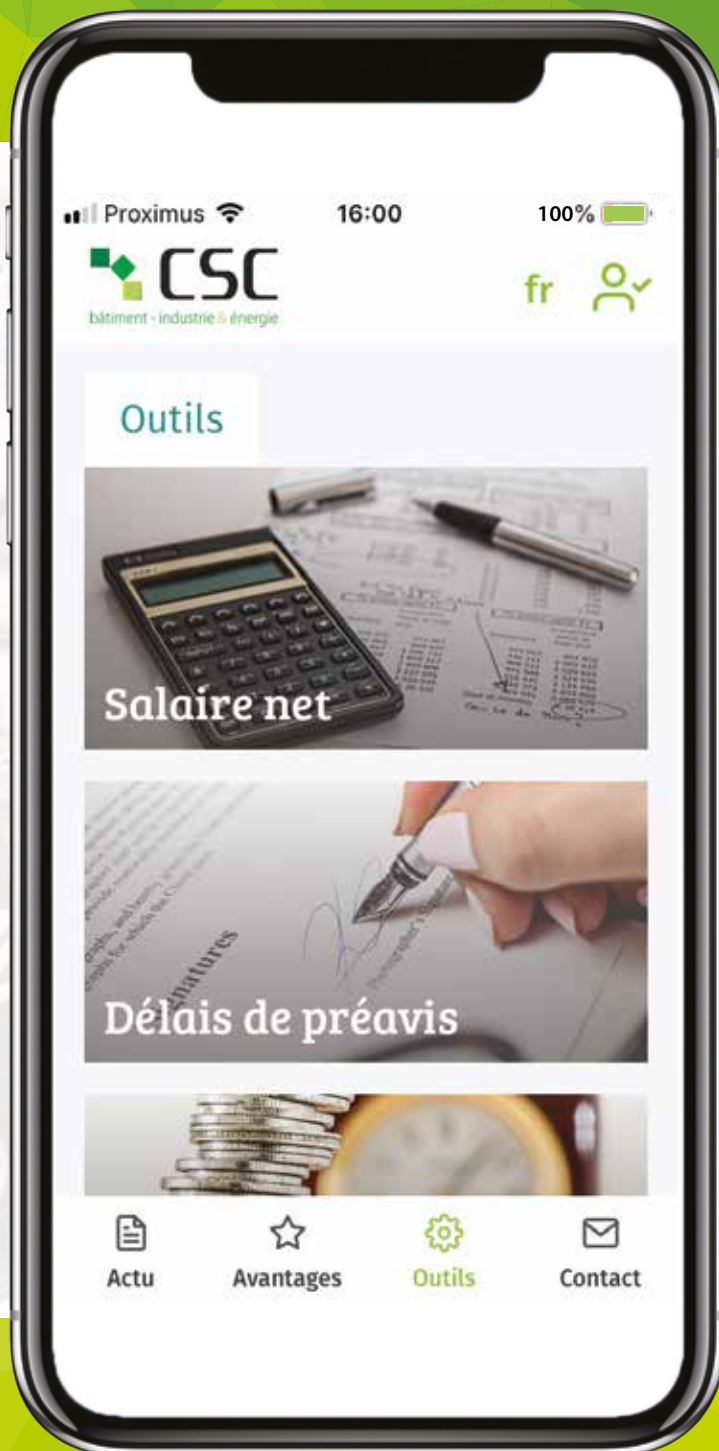 Proximus
16:00
100%
CSC
bâtiment - industrie & énergie
fr
Outils
Salaire net
signatures
Délais de préavis
Actu
Avantages
Outils
Contact